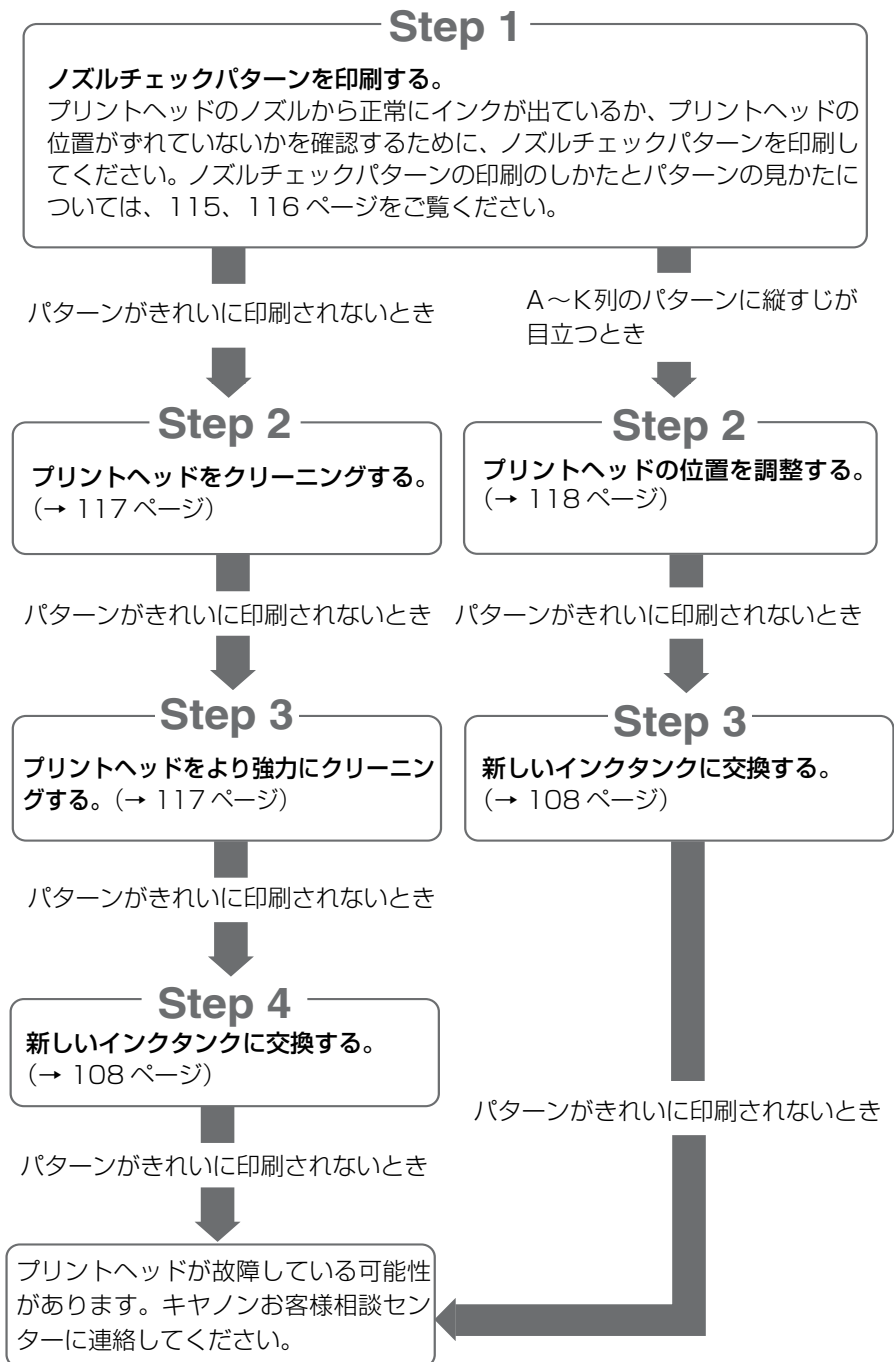 Step 1
ノズルチェックパターンを印刷する。
プリントヘッドのノズルから正常にインクが出ているか、プリントヘッドの
位置がずれていないかを確認するために、ノズルチェックパターンを印刷し
てください。ノズルチェックパターンの印刷のしかたとパターンの見かたに
ついては、115、116 ページをご覧ください。
パターンがきれいに印刷されないとき
A～K列のパターンに縦すじが
目立つとき
Step 2
プリントヘッドをクリーニングする。
（→ 117 ページ）
Step 2
プリントヘッドの位置を調整する。
（→ 118 ページ）
パターンがきれいに印刷されないとき
パターンがきれいに印刷されないとき
Step 3
プリントヘッドをより強力にクリーニン
グする。（→ 117 ページ）
Step 3
新しいインクタンクに交換する。
（→ 108 ページ）
パターンがきれいに印刷されないとき
Step 4
新しいインクタンクに交換する。
（→ 108 ページ）
パターンがきれいに印刷されないとき
パターンがきれいに印刷されないとき
プリントヘッドが故障している可能性
があります。キヤノンお客様相談セン
ターに連絡してください。